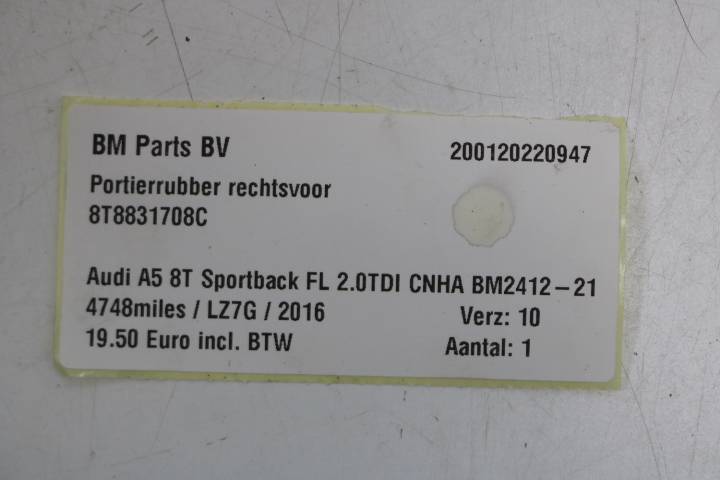 BM Parts BV 200120220947
Portierrubber rechtsvoor
8T8831708C
Audi A5 8T Sportback FL 2.0TDI CNHA BM2412-21
4748miles / LZ7G / 2016 Verz: 10
19.50 Euro incl. BTW Aantal: 1